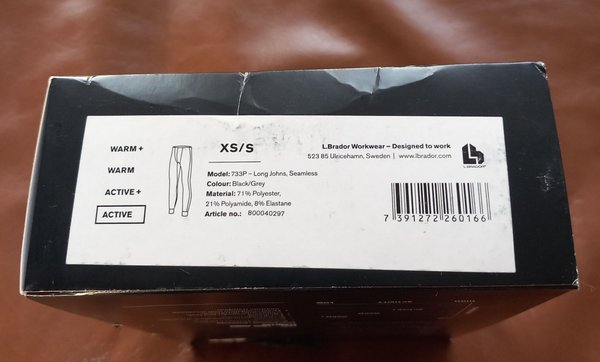 WARM +
WARM
ACTIVE +
ACTIVE
XS/S
Model: 733P – Long Johns, Seamless
Colour: Black/Grey
Material: 71% Polyester,
21% Polyamide, 8% Elastane
Article no.: 800040297
L.Brador Workwear – Designed to work
523 85 Ulricehamn, Sweden | www.lbrador.com
L.BRADOR
7 391272 260166